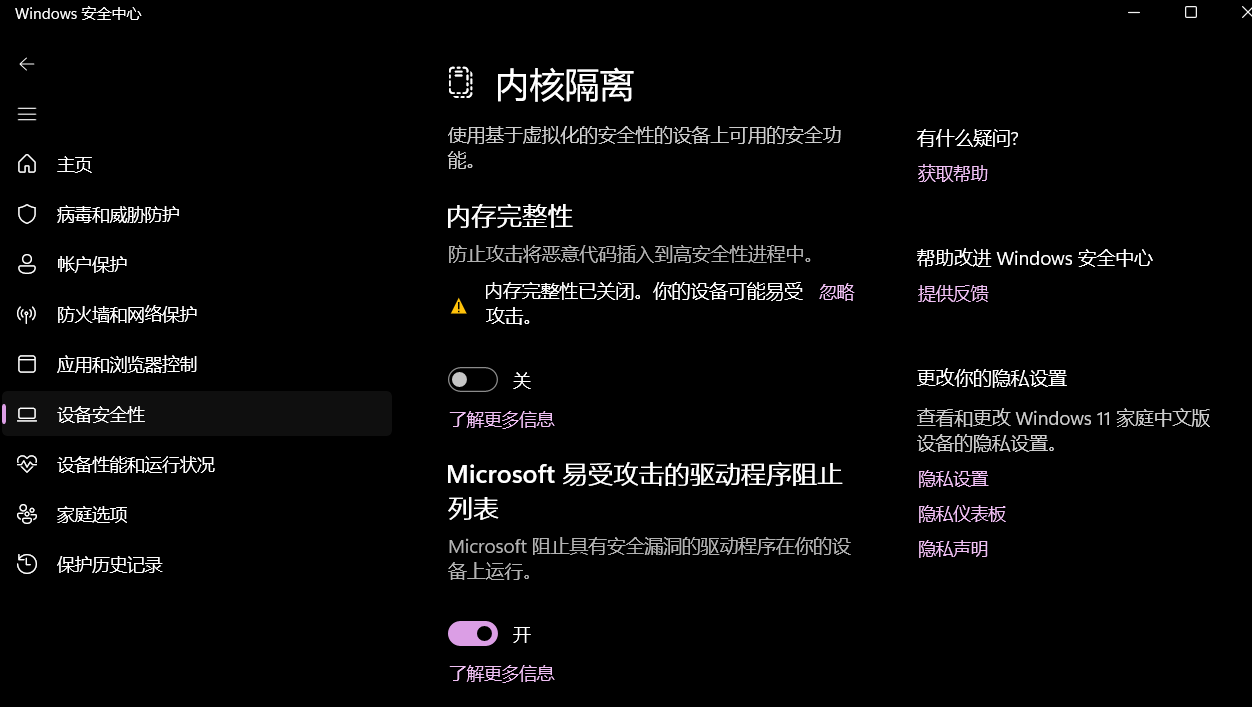 Windows 安全中心
主页
病毒和威胁防护
帐户保护
防火墙和网络保护
应用和浏览器控制
设备安全性
设备性能和运行状况
家庭选项
保护历史记录
内核隔离
使用基于虚拟化的安全性的设备上可用的安全功
能。
内存完整性
防止攻击将恶意代码插入到高安全性进程中。
内存完整性已关闭。你的设备可能易受 忽略
攻击。
关
了解更多信息
Microsoft 易受攻击的驱动程序阻止
列表
Microsoft 阻止具有安全漏洞的驱动程序在你的设
备上运行。
开
了解更多信息
有什么疑问?
获取帮助
帮助改进 Windows 安全中心
提供反馈
更改你的隐私设置
查看和更改 Windows 11 家庭中文版
设备的隐私设置。
隐私设置
隐私仪表板
隐私声明